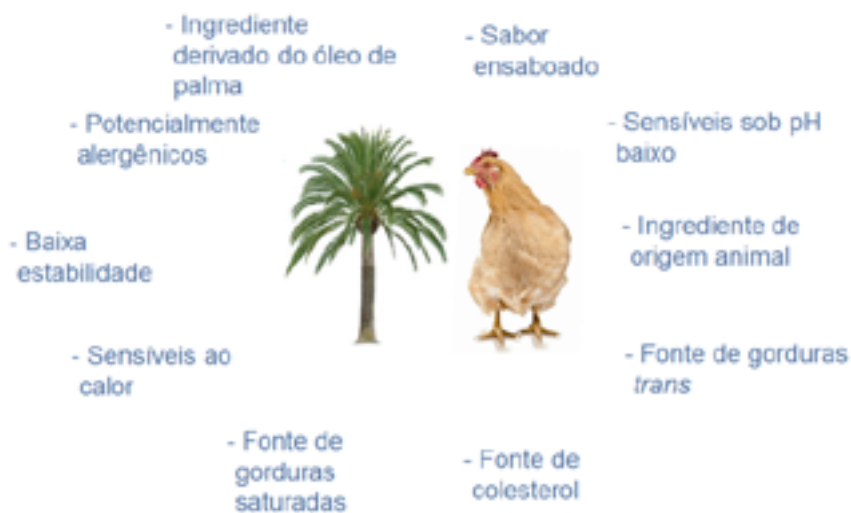 - Ingrediente
derivado do óleo de
palma
- Sabor
ensaboado
- Potencialmente
alergênicos
- Sensíveis sob pH
baixo
- Baixa
estabilidade
- Ingrediente de
origem animal
- Sensíveis ao
calor
- Fonte de gorduras
trans
- Fonte de
gorduras
saturadas
- Fonte de
colesterol